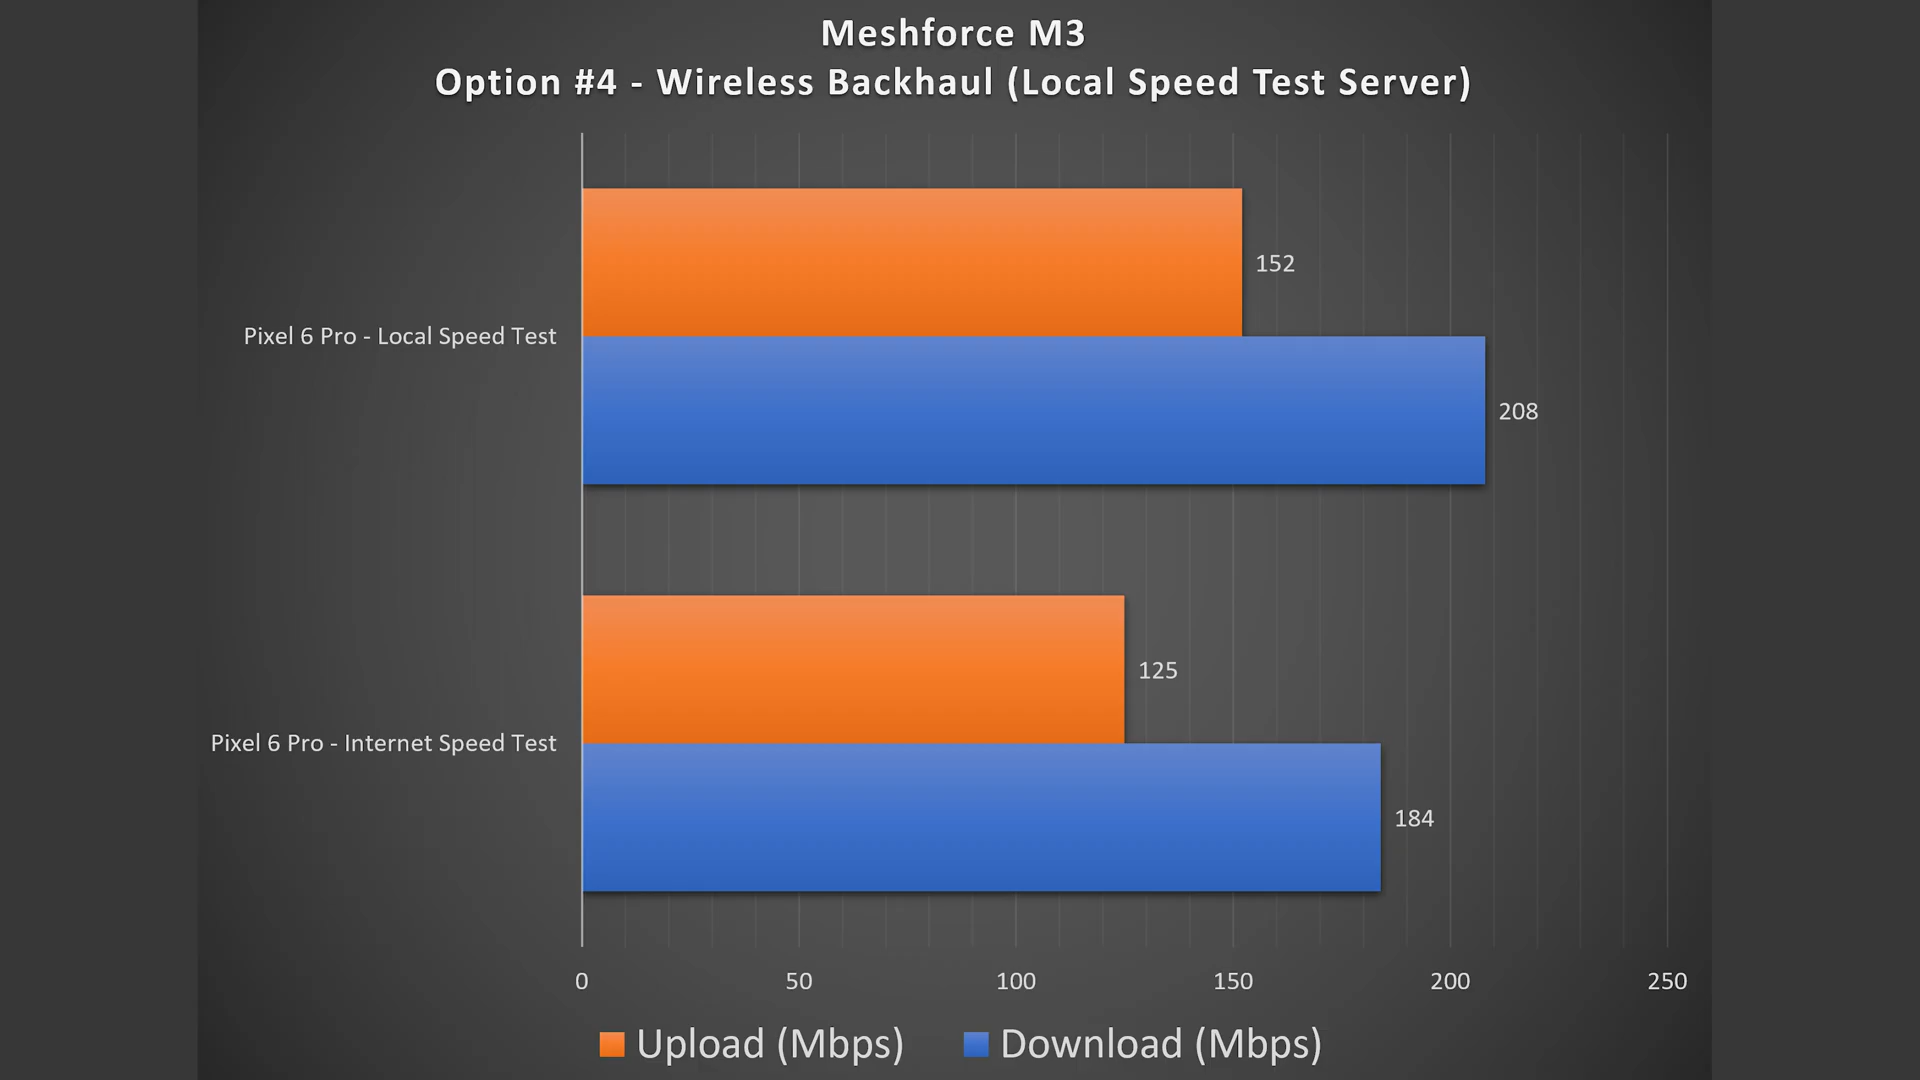 Meshforce M3
Option #4 - Wireless Backhaul (Local Speed Test Server)
152
Pixel 6 Pro - Local Speed Test
208
125
Pixel 6 Pro - Internet Speed Test
184
0 50 100 150 200 250
Upload (Mbps) Download (Mbps)